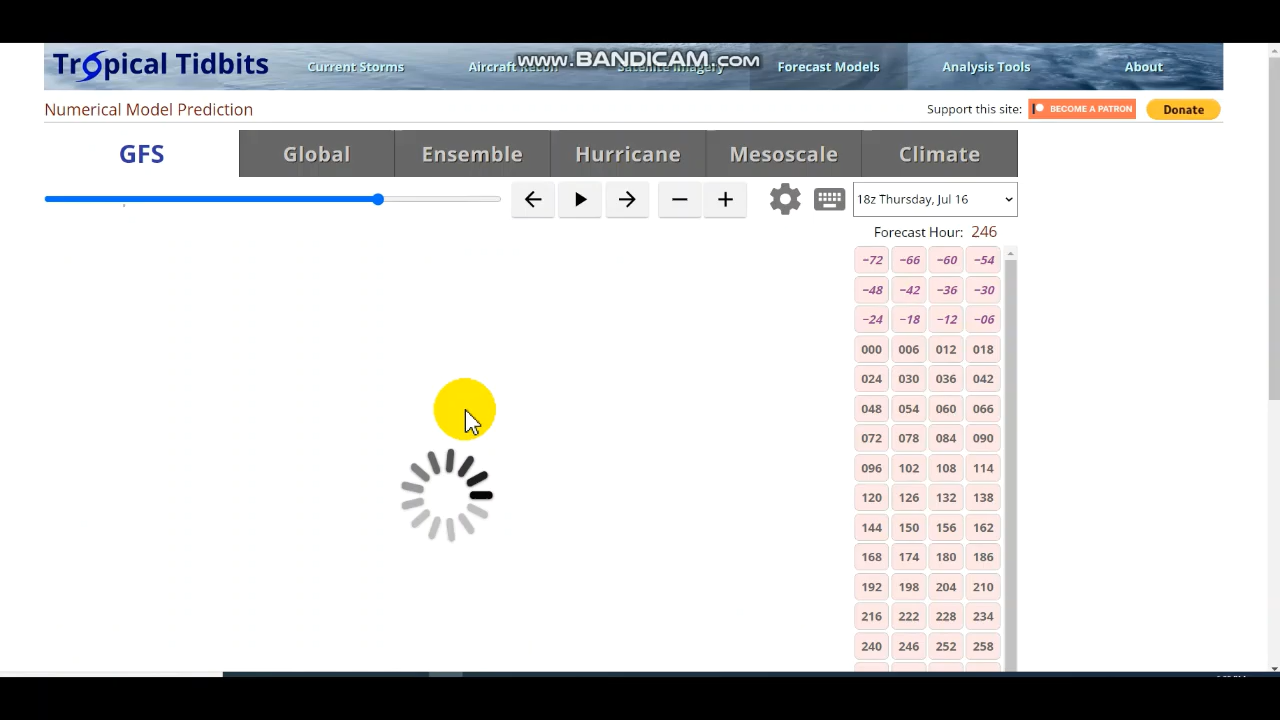 www.BANDICAM.com
Tropical Tidbits
Current Storms
Aircraft Recon
Satellite Imagery
Forecast Models
Analysis Tools
About
Numerical Model Prediction
Support this site:
BECOME A PATRON
Donate
GFS
Global
Ensemble
Hurricane
Mesoscale
Climate
18z Thursday, Jul 16
Forecast Hour: 246
-72 -66 -60 -54
-48 -42 -36 -30
-24 -18 -12 -06
000 006 012 018
024 030 036 042
048 054 060 066
072 078 084 090
096 102 108 114
120 126 132 138
144 150 156 162
168 174 180 186
192 198 204 210
216 222 228 234
240 246 252 258